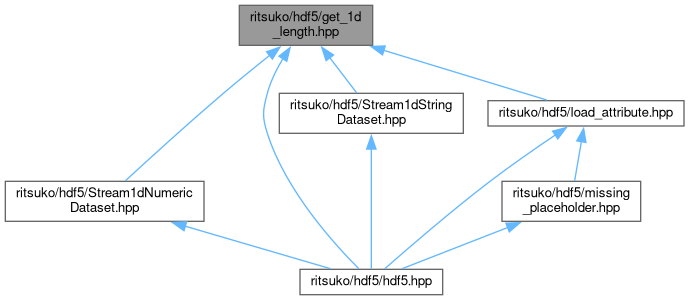 ritsuko/hdf5/get_1d
_length.hpp
ritsuko/hdf5/Stream1dString
Dataset.hpp
ritsuko/hdf5/load_attribute.hpp
ritsuko/hdf5/Stream1dNumeric
Dataset.hpp
ritsuko/hdf5/missing
_placeholder.hpp
ritsuko/hdf5/hdf5.hpp